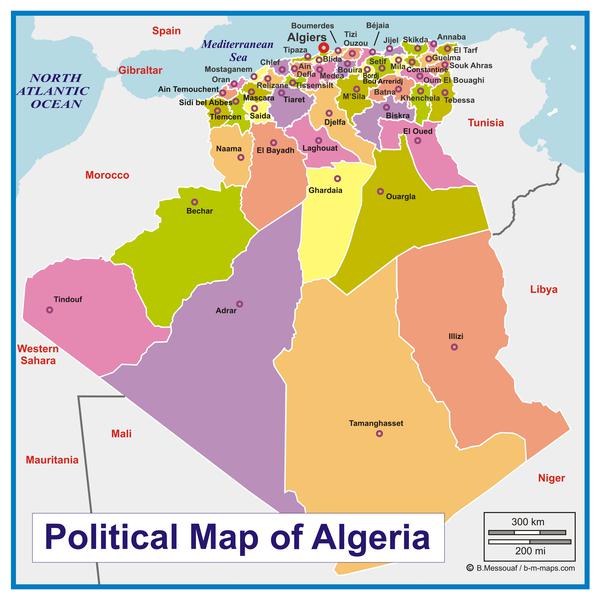 Spain
Boumerdes
Béjaia
Algiers
Tizi
Ouzou
Jijel
Skikda
Annaba
Mediterranean
Sea
Tipaza
Blida
El Tarf
Gibraltar
Mostaganem
Chlef
Ain
Defla
Medea
Bouira
Setif
Mila
Constantine
Guelma
Souk Ahras
NORTH
ATLANTIC
OCEAN
Oran
Relizane
Tissemsilt
Bordj
Bou Arreridj
Oum El Bouaghi
Ain Temouchent
Mascara
Tiaret
M'Sila
Batna
Khenchela
Tebessa
Sidi bel Abbes
Tlemcen
Saida
Djelfa
Biskra
Tunisia
El Oued
Naama
El Bayadh
Laghouat
Morocco
Ghardaia
Ouargla
Bechar
Libya
Tindouf
Adrar
Illizi
Western
Sahara
Tamanghasset
Mali
Mauritania
Niger
Political Map of Algeria
300 km
200 mi
© B.Messouaf / b-m-maps.com